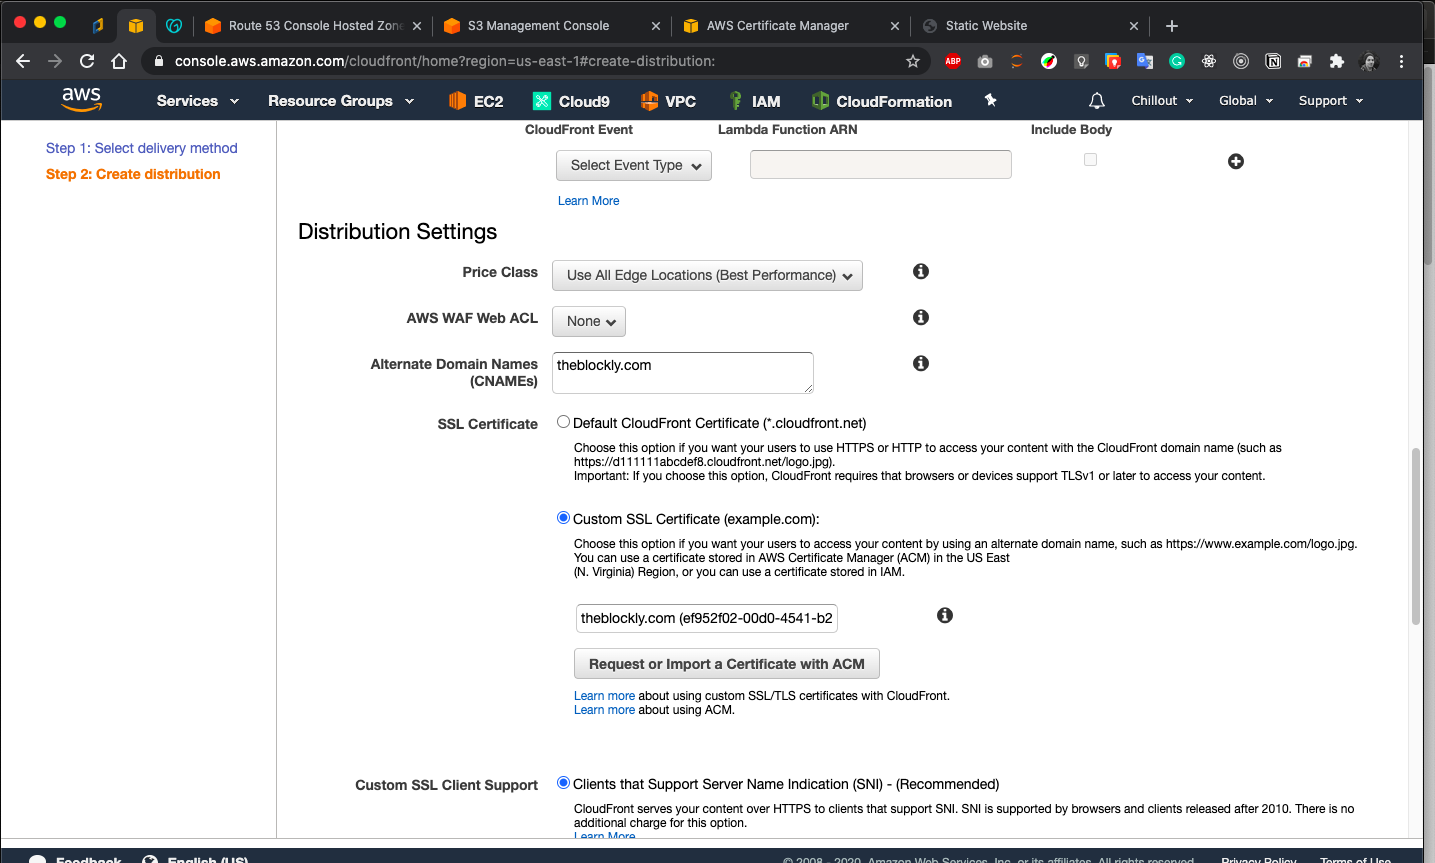 Route 53 Console Hosted Zone
S3 Management Console
AWS Certificate Manager
Static Website
console.aws.amazon.com/cloudfront/home?region=us-east-1#create-distribution:
ABP
aws
Services
Resource Groups
EC2
Cloud9
VPC
IAM
CloudFormation
Chillout
Global
Support
Step 1: Select delivery method
Step 2: Create distribution
CloudFront Event
Lambda Function ARN
Include Body
Select Event Type
Learn More
Distribution Settings
Price Class
Use All Edge Locations (Best Performance)
AWS WAF Web ACL
None
Alternate Domain Names
(CNAMEs)
theblockly.com
SSL Certificate
Default CloudFront Certificate (*.cloudfront.net)
Choose this option if you want your users to use HTTPS or HTTP to access your content with the CloudFront domain name (such as
https://d111111abcdef8.cloudfront.net/logo.jpg).
Important: If you choose this option, CloudFront requires that browsers or devices support TLSv1 or later to access your content.
Custom SSL Certificate (example.com):
Choose this option if you want your users to access your content by using an alternate domain name, such as https://www.example.com/logo.jpg.
You can use a certificate stored in AWS Certificate Manager (ACM) in the US East
(N. Virginia) Region, or you can use a certificate stored in IAM.
theblockly.com (ef952f02-00d0-4541-b2
Request or Import a Certificate with ACM
Learn more about using custom SSL/TLS certificates with CloudFront.
Learn more about using ACM.
Custom SSL Client Support
Clients that Support Server Name Indication (SNI) - (Recommended)
CloudFront serves your content over HTTPS to clients that support SNI. SNI is supported by browsers and clients released after 2010. There is no
additional charge for this option.
Learn More
Feedback
English (US)
© 2008 - 2020, Amazon Web Services, Inc. or its affiliates. All rights reserved.
Privacy Policy
Terms of Use